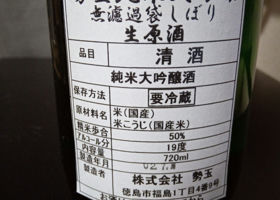 無濾過袋しぼり
生原酒
品目 清酒
純米大吟醸酒
保存方法 要冷蔵
原材料名 米(国産)
米こうじ(国産米)
精米歩合 50%
アルコール分 19度
内容量 720ml
製造年月
製造者 株式会社 勢玉
徳島市福島1丁目4番9号